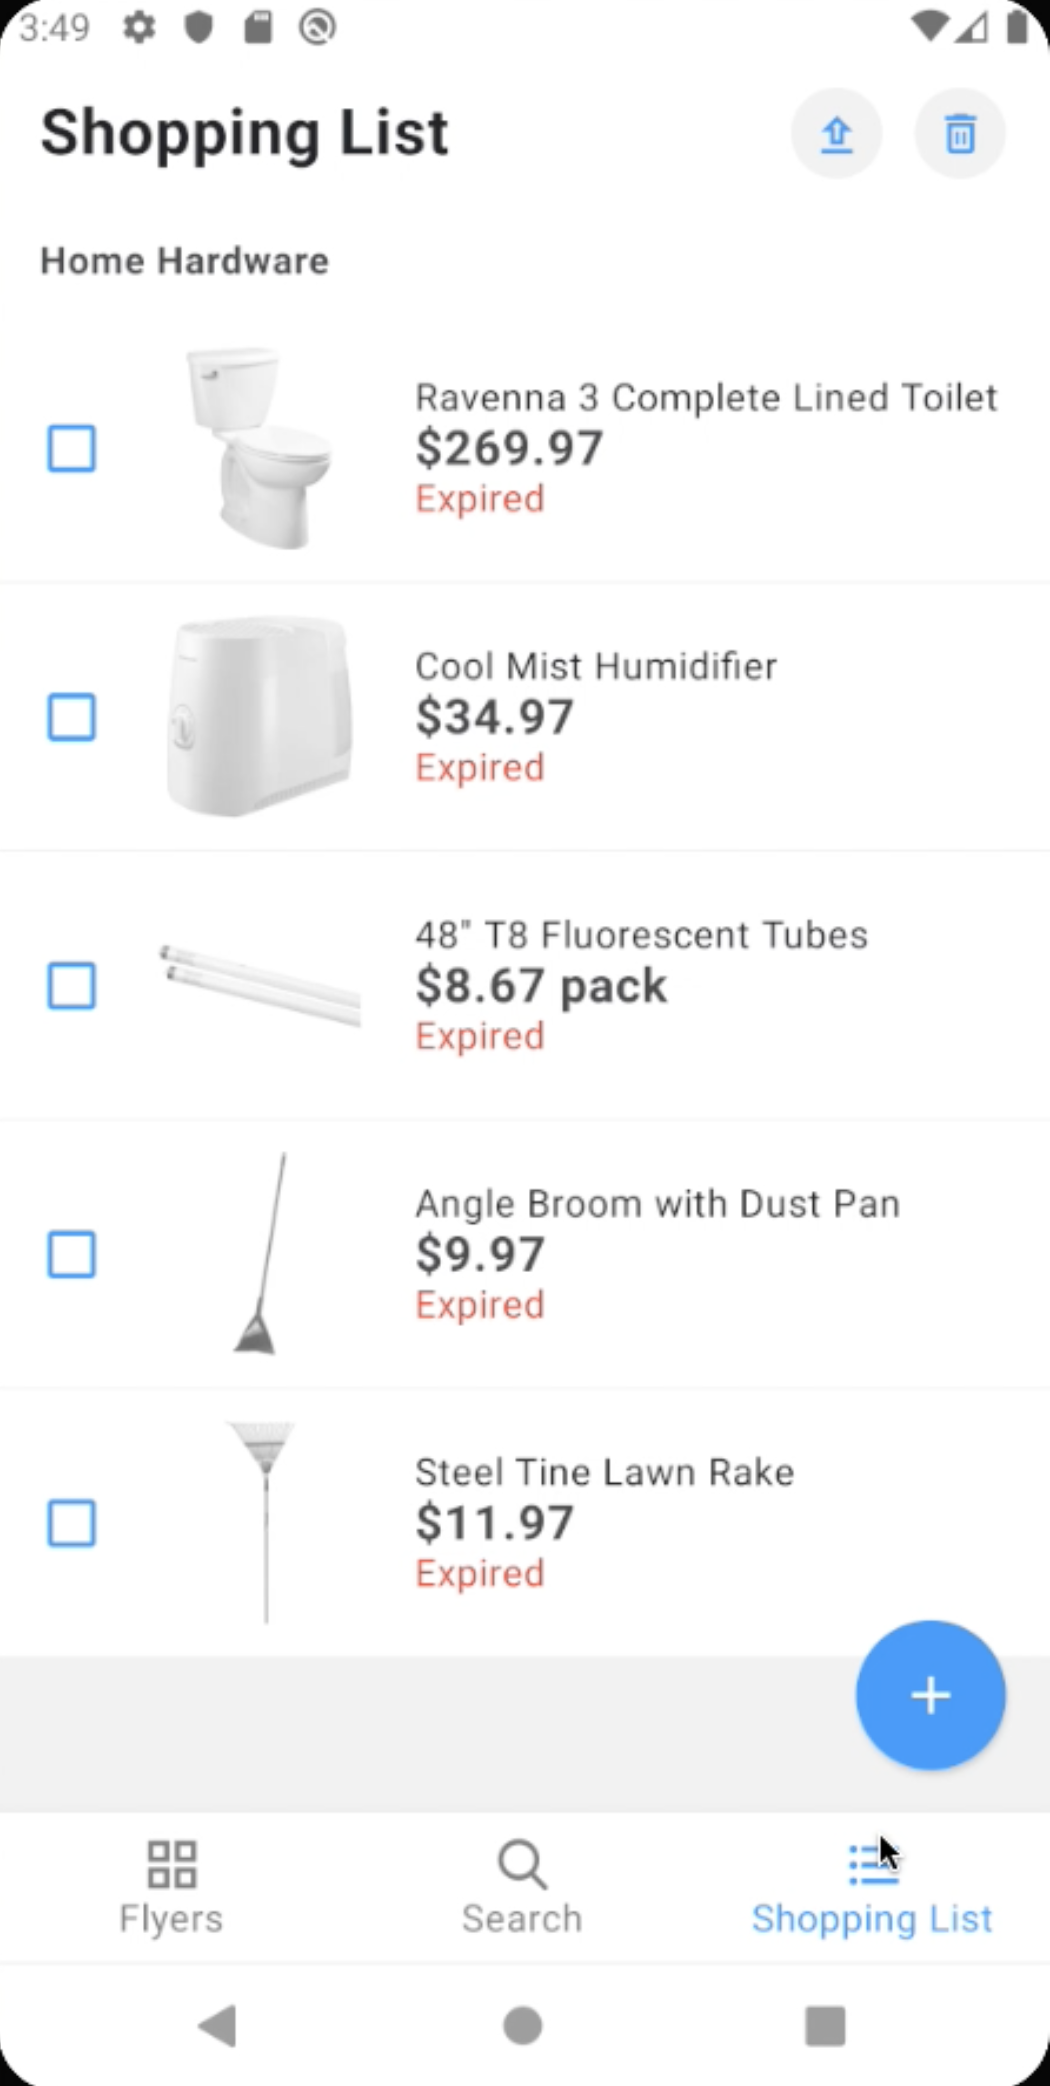 3:49
Shopping List
Home Hardware
Ravenna 3 Complete Lined Toilet
$269.97
Expired
Cool Mist Humidifier
$34.97
Expired
48" T8 Fluorescent Tubes
$8.67 pack
Expired
Angle Broom with Dust Pan
$9.97
Expired
Steel Tine Lawn Rake
$11.97
Expired
Flyers
Search
Shopping List